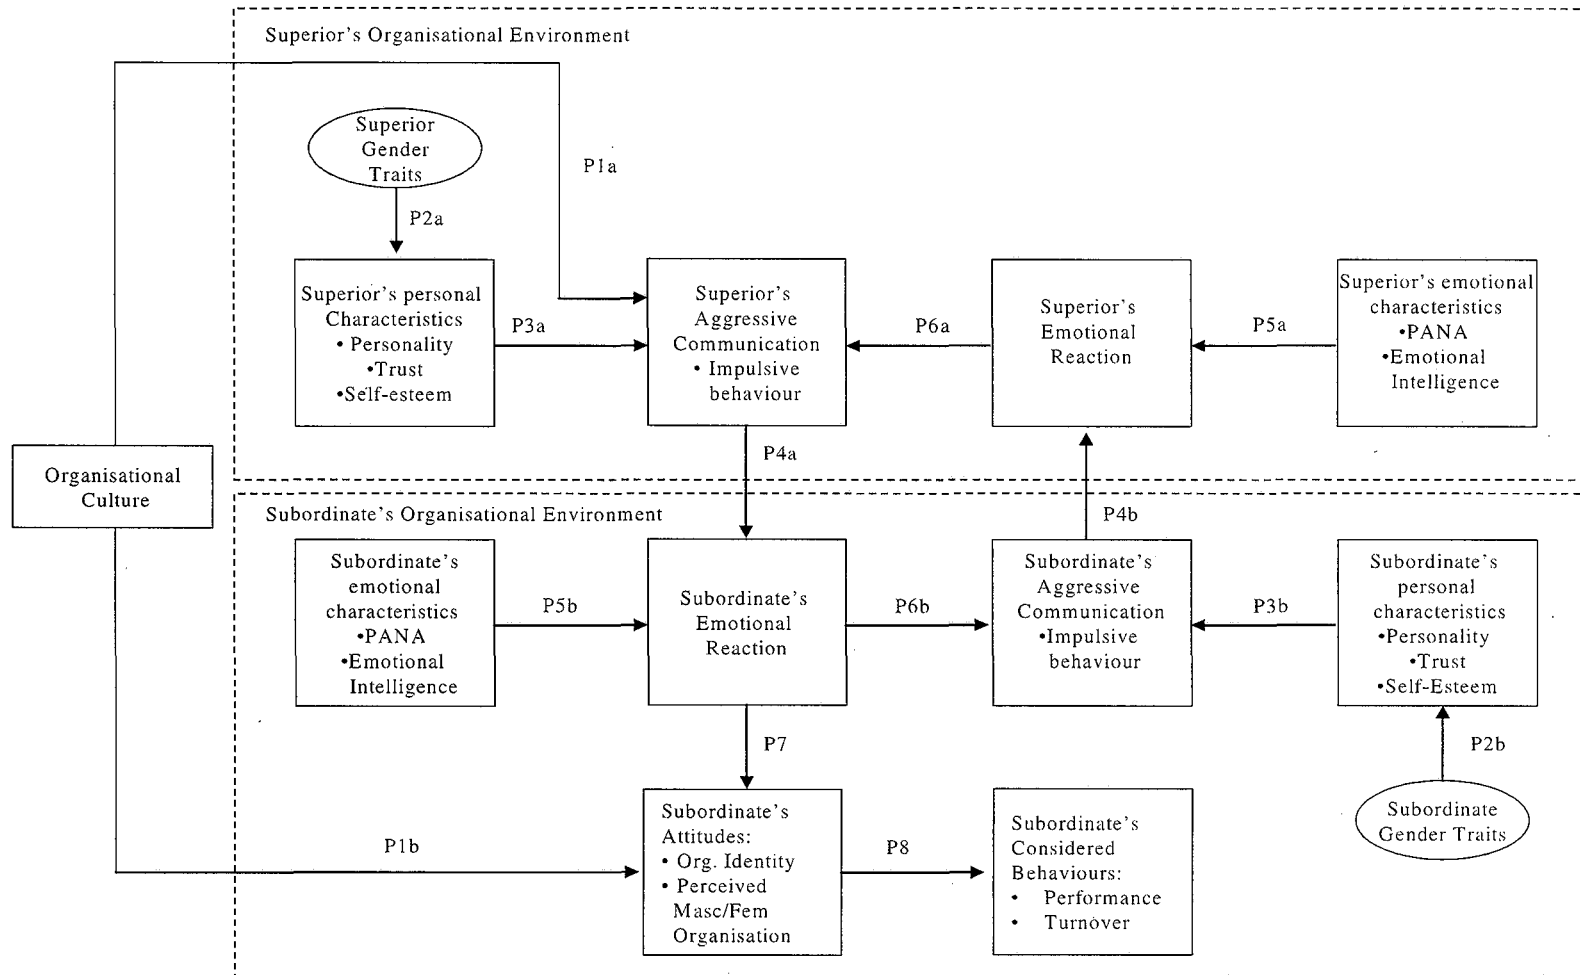 Superior's Organisational Environment
Superior
Gender
Traits
P1a
P2a
Superior's personal
Characteristics
• Personality
•Trust
•Self-esteem
P3a
Superior's
Aggressive
Communication
• Impulsive
behaviour
P6a
Superior's
Emotional
Reaction
P5a
Superior's emotional
characteristics
•PANA
•Emotional
Intelligence
P4a
Organisational
Culture
Subordinate's Organisational Environment
P4b
Subordinate's
emotional
characteristics
•PANA
•Emotional
Intelligence
P5b
Subordinate's
Emotional
Reaction
P6b
Subordinate's
Aggressive
Communication
•Impulsive
behaviour
P3b
Subordinate's
personal
characteristics
•Personality
•Trust
•Self-Esteem
P7
P2b
Subordinate
Gender Traits
P1b
Subordinate's
Attitudes:
• Org. Identity
• Perceived
Masc/Fem
Organisation
P8
Subordinate's
Considered
Behaviours:
• Performance
• Turnover